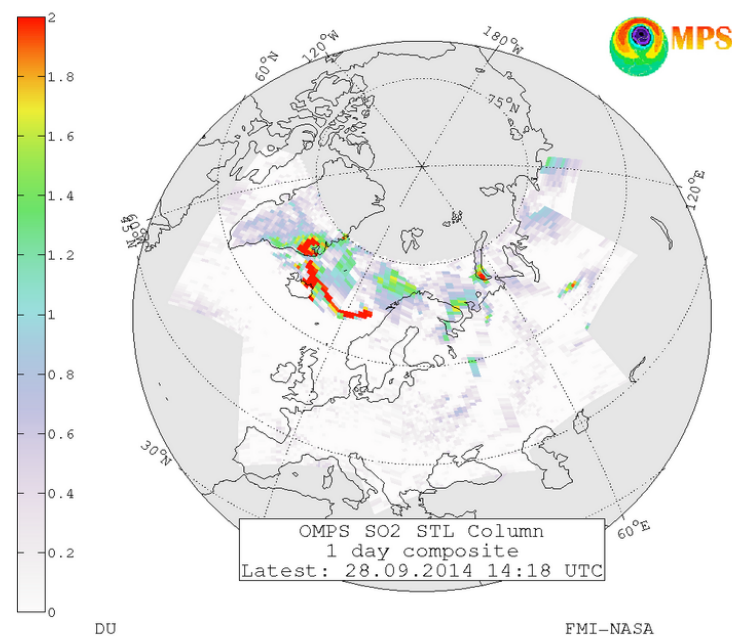 2
1.8
1.6
1.4
1.2
1
0.8
0.6
0.4
0.2
0
DU
MPS
60°N
120°W
180°W
75°N
120°E
30°N
60°E
OMPS SO2 STL Column
1 day composite
Latest: 28.09.2014 14:18 UTC
FMI-NASA